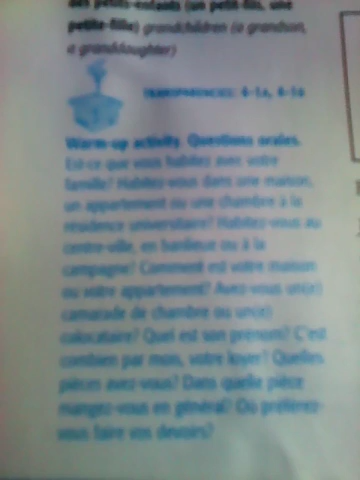 des petits-enfants (un petit-fils, une
petite-fille) grandchildren (a grandson,
a granddaughter)
TRANSPARENCIES: 6-1A, 6-1B
Warm-up activity. Questions orales.
Est-ce que vous habitez avec votre
famille? Habitez-vous dans une maison,
un appartement ou une chambre à la
résidence universitaire? Habitez-vous au
centre-ville, en banlieue ou à la
campagne? Comment est votre maison
ou votre appartement? Avez-vous un(e)
camarade de chambre ou un(e)
colocataire? Quel est son prénom? C'est
combien par mois, votre loyer? Quelles
pièces avez-vous? Dans quelle pièce
mangez-vous en général? Où préférez-
vous faire vos devoirs?